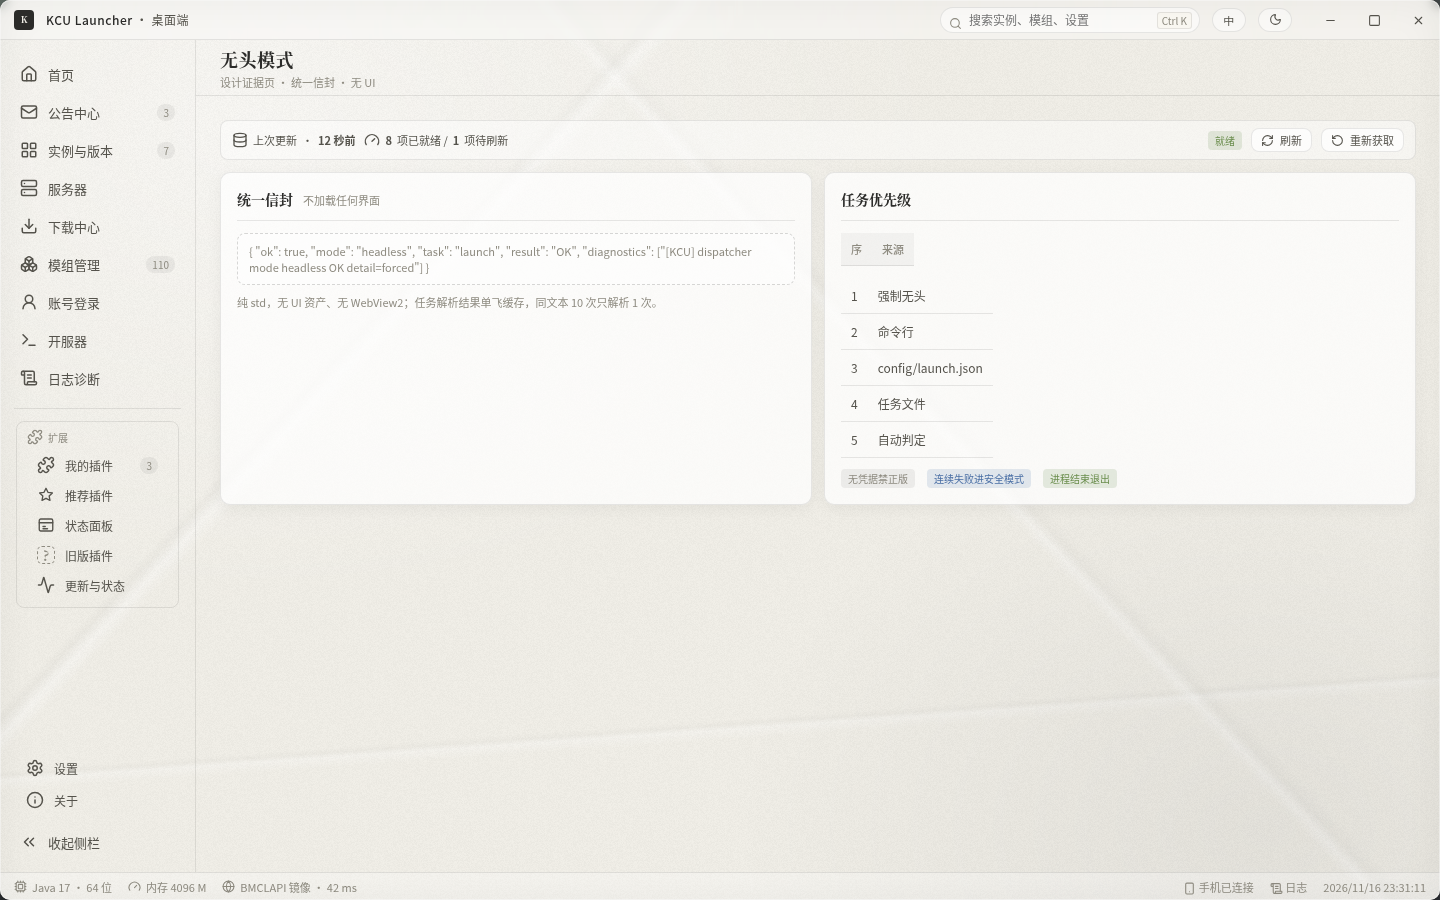 K KCU Launcher · 桌面端
搜索实例、模组、设置 Ctrl K
中
首页
公告中心 3
实例与版本 7
服务器
下载中心
模组管理 110
账号登录
开服器
日志诊断
扩展
我的插件 3
推荐插件
状态面板
? 旧版插件
更新与状态
设置
关于
收起侧栏
无头模式
设计证据页 · 统一信封 · 无 UI
上次更新 · 12 秒前 8 项已就绪 / 1 项待刷新
就绪 刷新 重新获取
统一信封 不加载任何界面
{ "ok": true, "mode": "headless", "task": "launch", "result": "OK", "diagnostics": ["[KCU] dispatcher
mode headless OK detail=forced"] }
纯 std，无 UI 资产、无 WebView2；任务解析结果单飞缓存，同文本 10 次只解析 1 次。
任务优先级
序 来源
1 强制无头
2 命令行
3 config/launch.json
4 任务文件
5 自动判定
无凭据禁正版 连续失败进安全模式 进程结束退出
Java 17 · 64 位 内存 4096 M BMCLAPI 镜像 · 42 ms
手机已连接 日志 2026/11/16 23:31:11